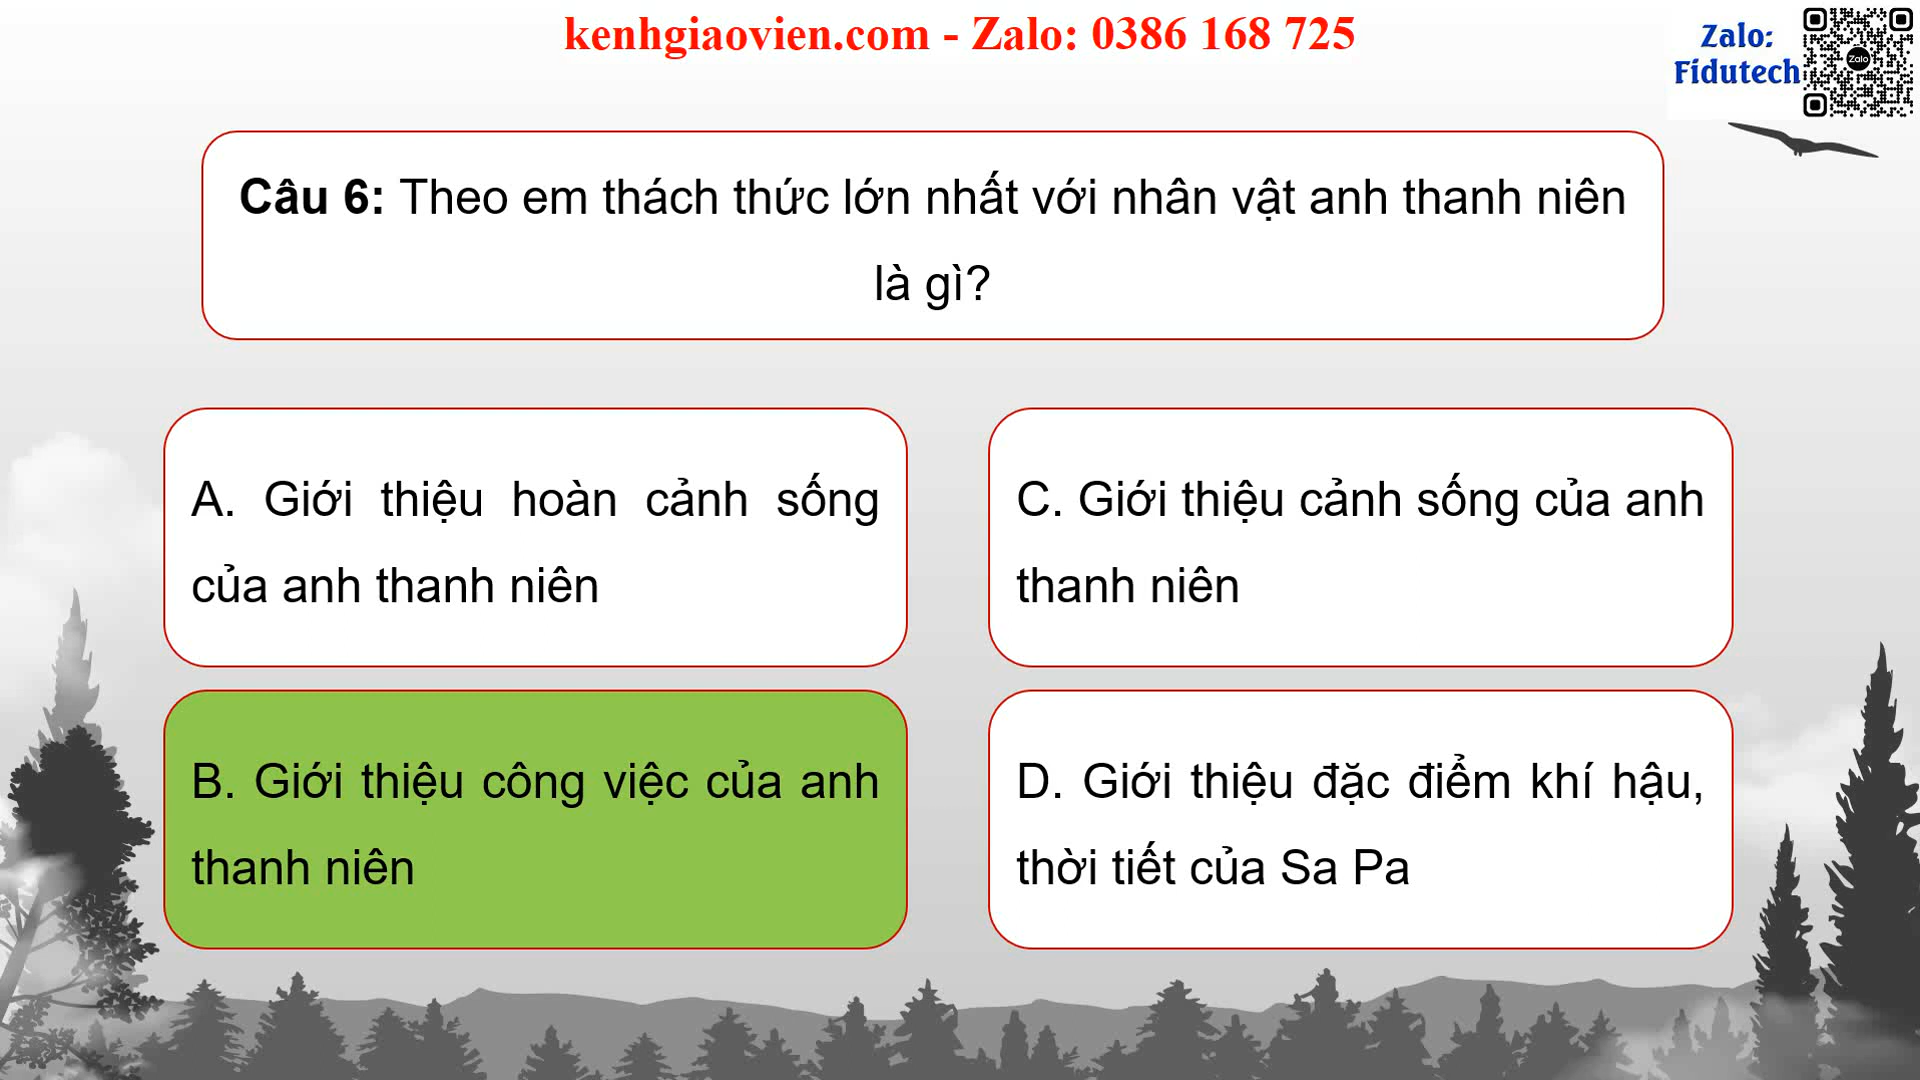 kenhgiaovien.com - Zalo: 0386 168 725
Zalo:
Fidutech
Zalo
Câu 6: Theo em thách thức lớn nhất với nhân vật anh thanh niên
là gì?
A. Giới thiệu hoàn cảnh sống
của anh thanh niên
C. Giới thiệu cảnh sống của anh
thanh niên
B. Giới thiệu công việc của anh
thanh niên
D. Giới thiệu đặc điểm khí hậu,
thời tiết của Sa Pa